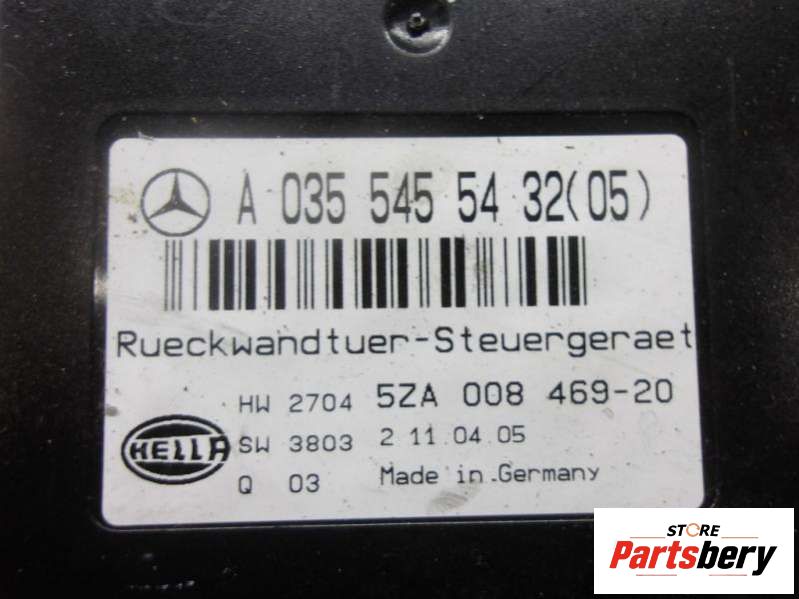 A 035 545 54 32(05)
Rueckwandtuer-Steuergeraet
HW 2704 5ZA 008 469-20
HELLA SW 3803 2 11.04.05
Q 03 Made in.Germany
STORE
Partsbery